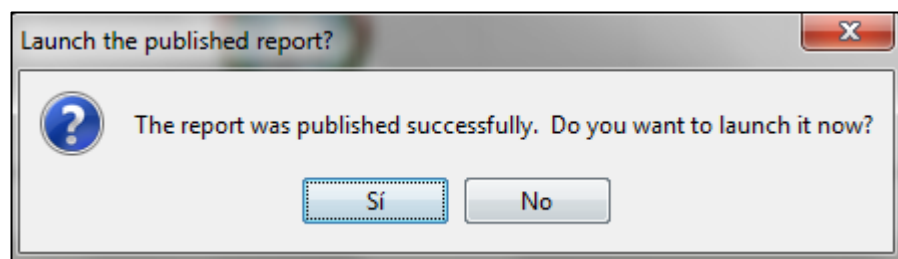 Launch the published report?
The report was published successfully. Do you want to launch it now?
Sí No